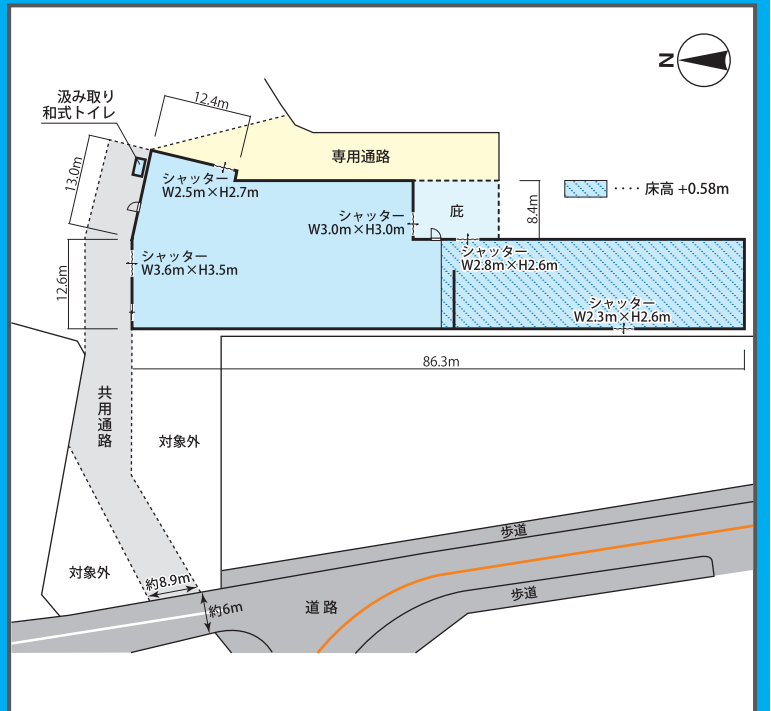 N
汲み取り
和式トイレ
12.4m
専用通路
13.0m
シャッター
W2.5m×H2.7m
‥‥ 床高 +0.58m
シャッター
W3.0m×H3.0m
庇
8.4m
シャッター
W3.6m×H3.5m
シャッター
W2.8m×H2.6m
12.6m
シャッター
W2.3m×H2.6m
86.3m
共用通路
対象外
対象外
約8.9m
約6m
道路
歩道
歩道